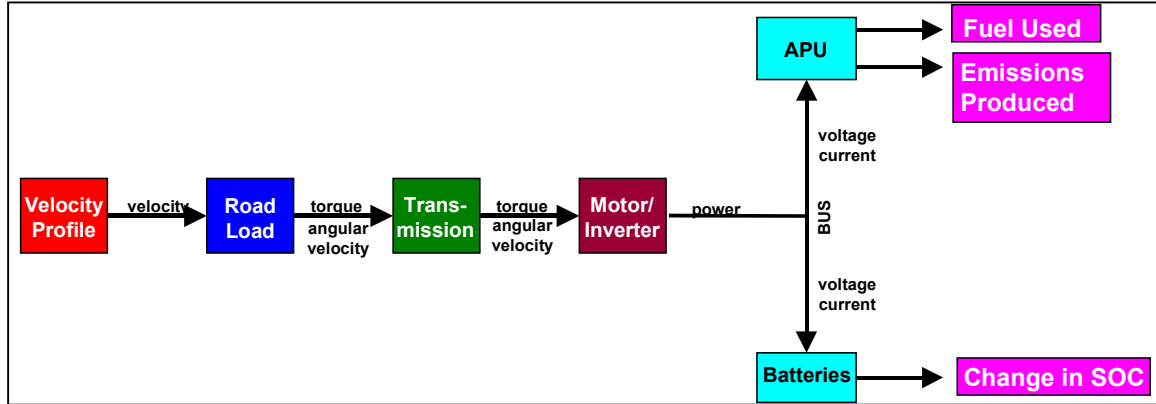 APU
Fuel Used
Emissions
Produced
voltage
current
Velocity
Profile
velocity
Road
Load
torque
angular
velocity
Trans-
mission
torque
angular
velocity
Motor/
Inverter
power
BUS
voltage
current
Batteries
Change in SOC